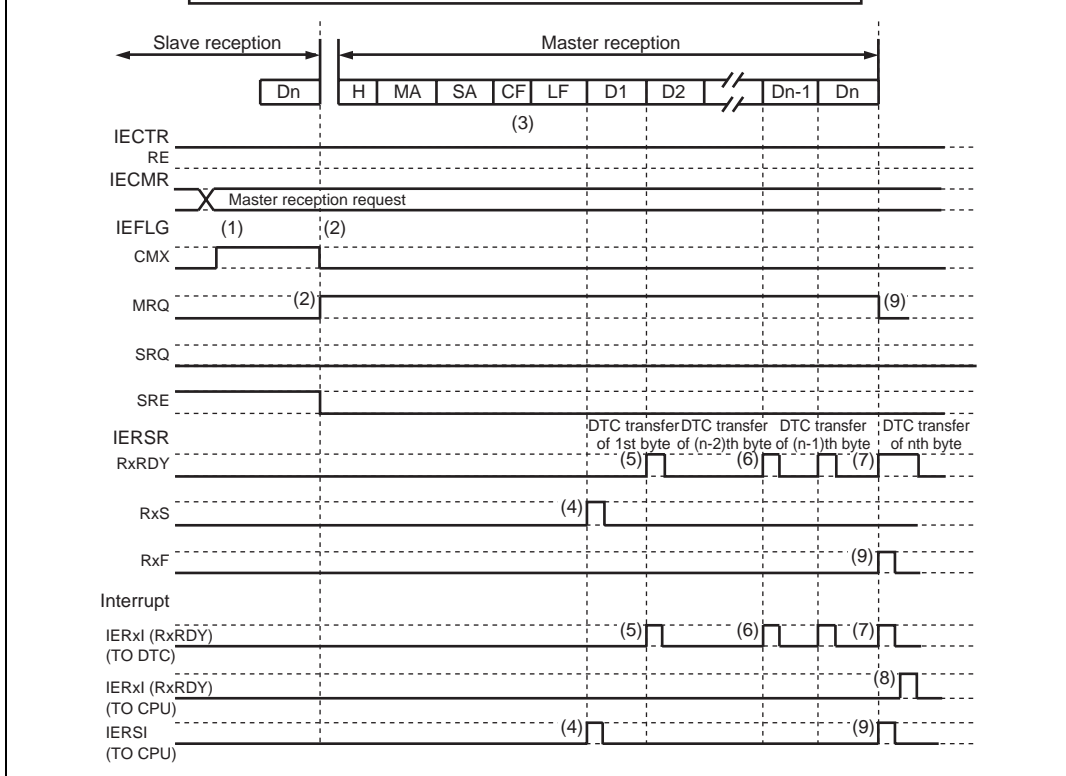 Slave reception Master reception
Dn H MA SA CF LF D1 D2 Dn-1 Dn
(3)
IECTR
RE
IECMR
Master reception request
IEFLG (1) (2)
CMX
MRQ (2) (9)
SRQ
SRE
DTC transfer DTC transfer DTC transfer DTC transfer
IERSR of 1st byte of (n-2)th byte of (n-1)th byte of nth byte
RxRDY (5) (6) (7)
RxS (4)
RxF (9)
Interrupt
IERxI (RxRDY) (5) (6) (7)
(TO DTC)
IERxI (RxRDY) (8)
(TO CPU)
IERSI (4) (9)
(TO CPU)